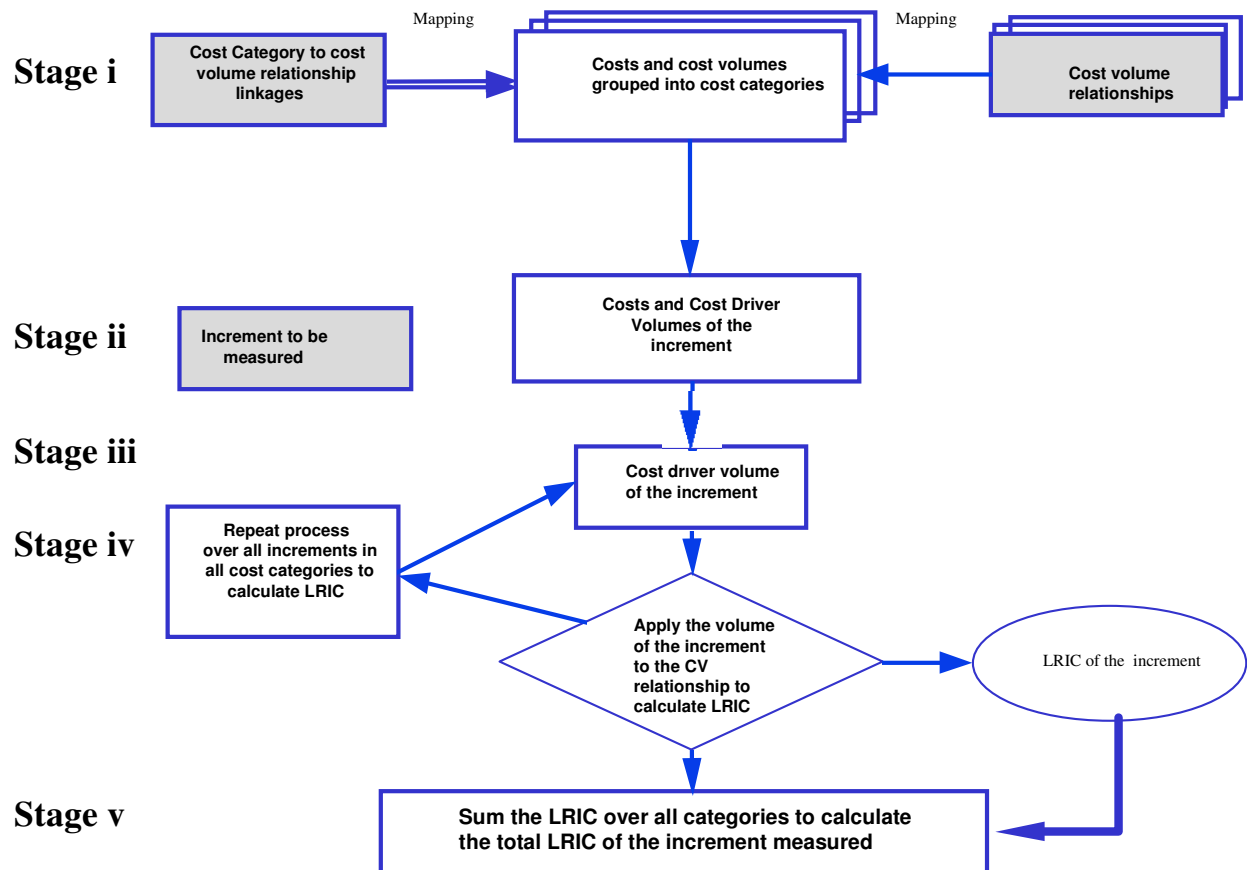 Mapping
Mapping
Stage i
Cost Category to cost
volume relationship
linkages
Costs and cost volumes
grouped into cost categories
Cost volume
relationships
Stage ii
Increment to be
measured
Costs and Cost Driver
Volumes of the
increment
Stage iii
Cost driver volume
of the increment
Stage iv
Repeat process
over all increments in
all cost categories to
calculate LRIC
Apply the volume
of the increment
to the CV
relationship to
calculate LRIC
LRIC of the increment
Stage v
Sum the LRIC over all categories to calculate
the total LRIC of the increment measured